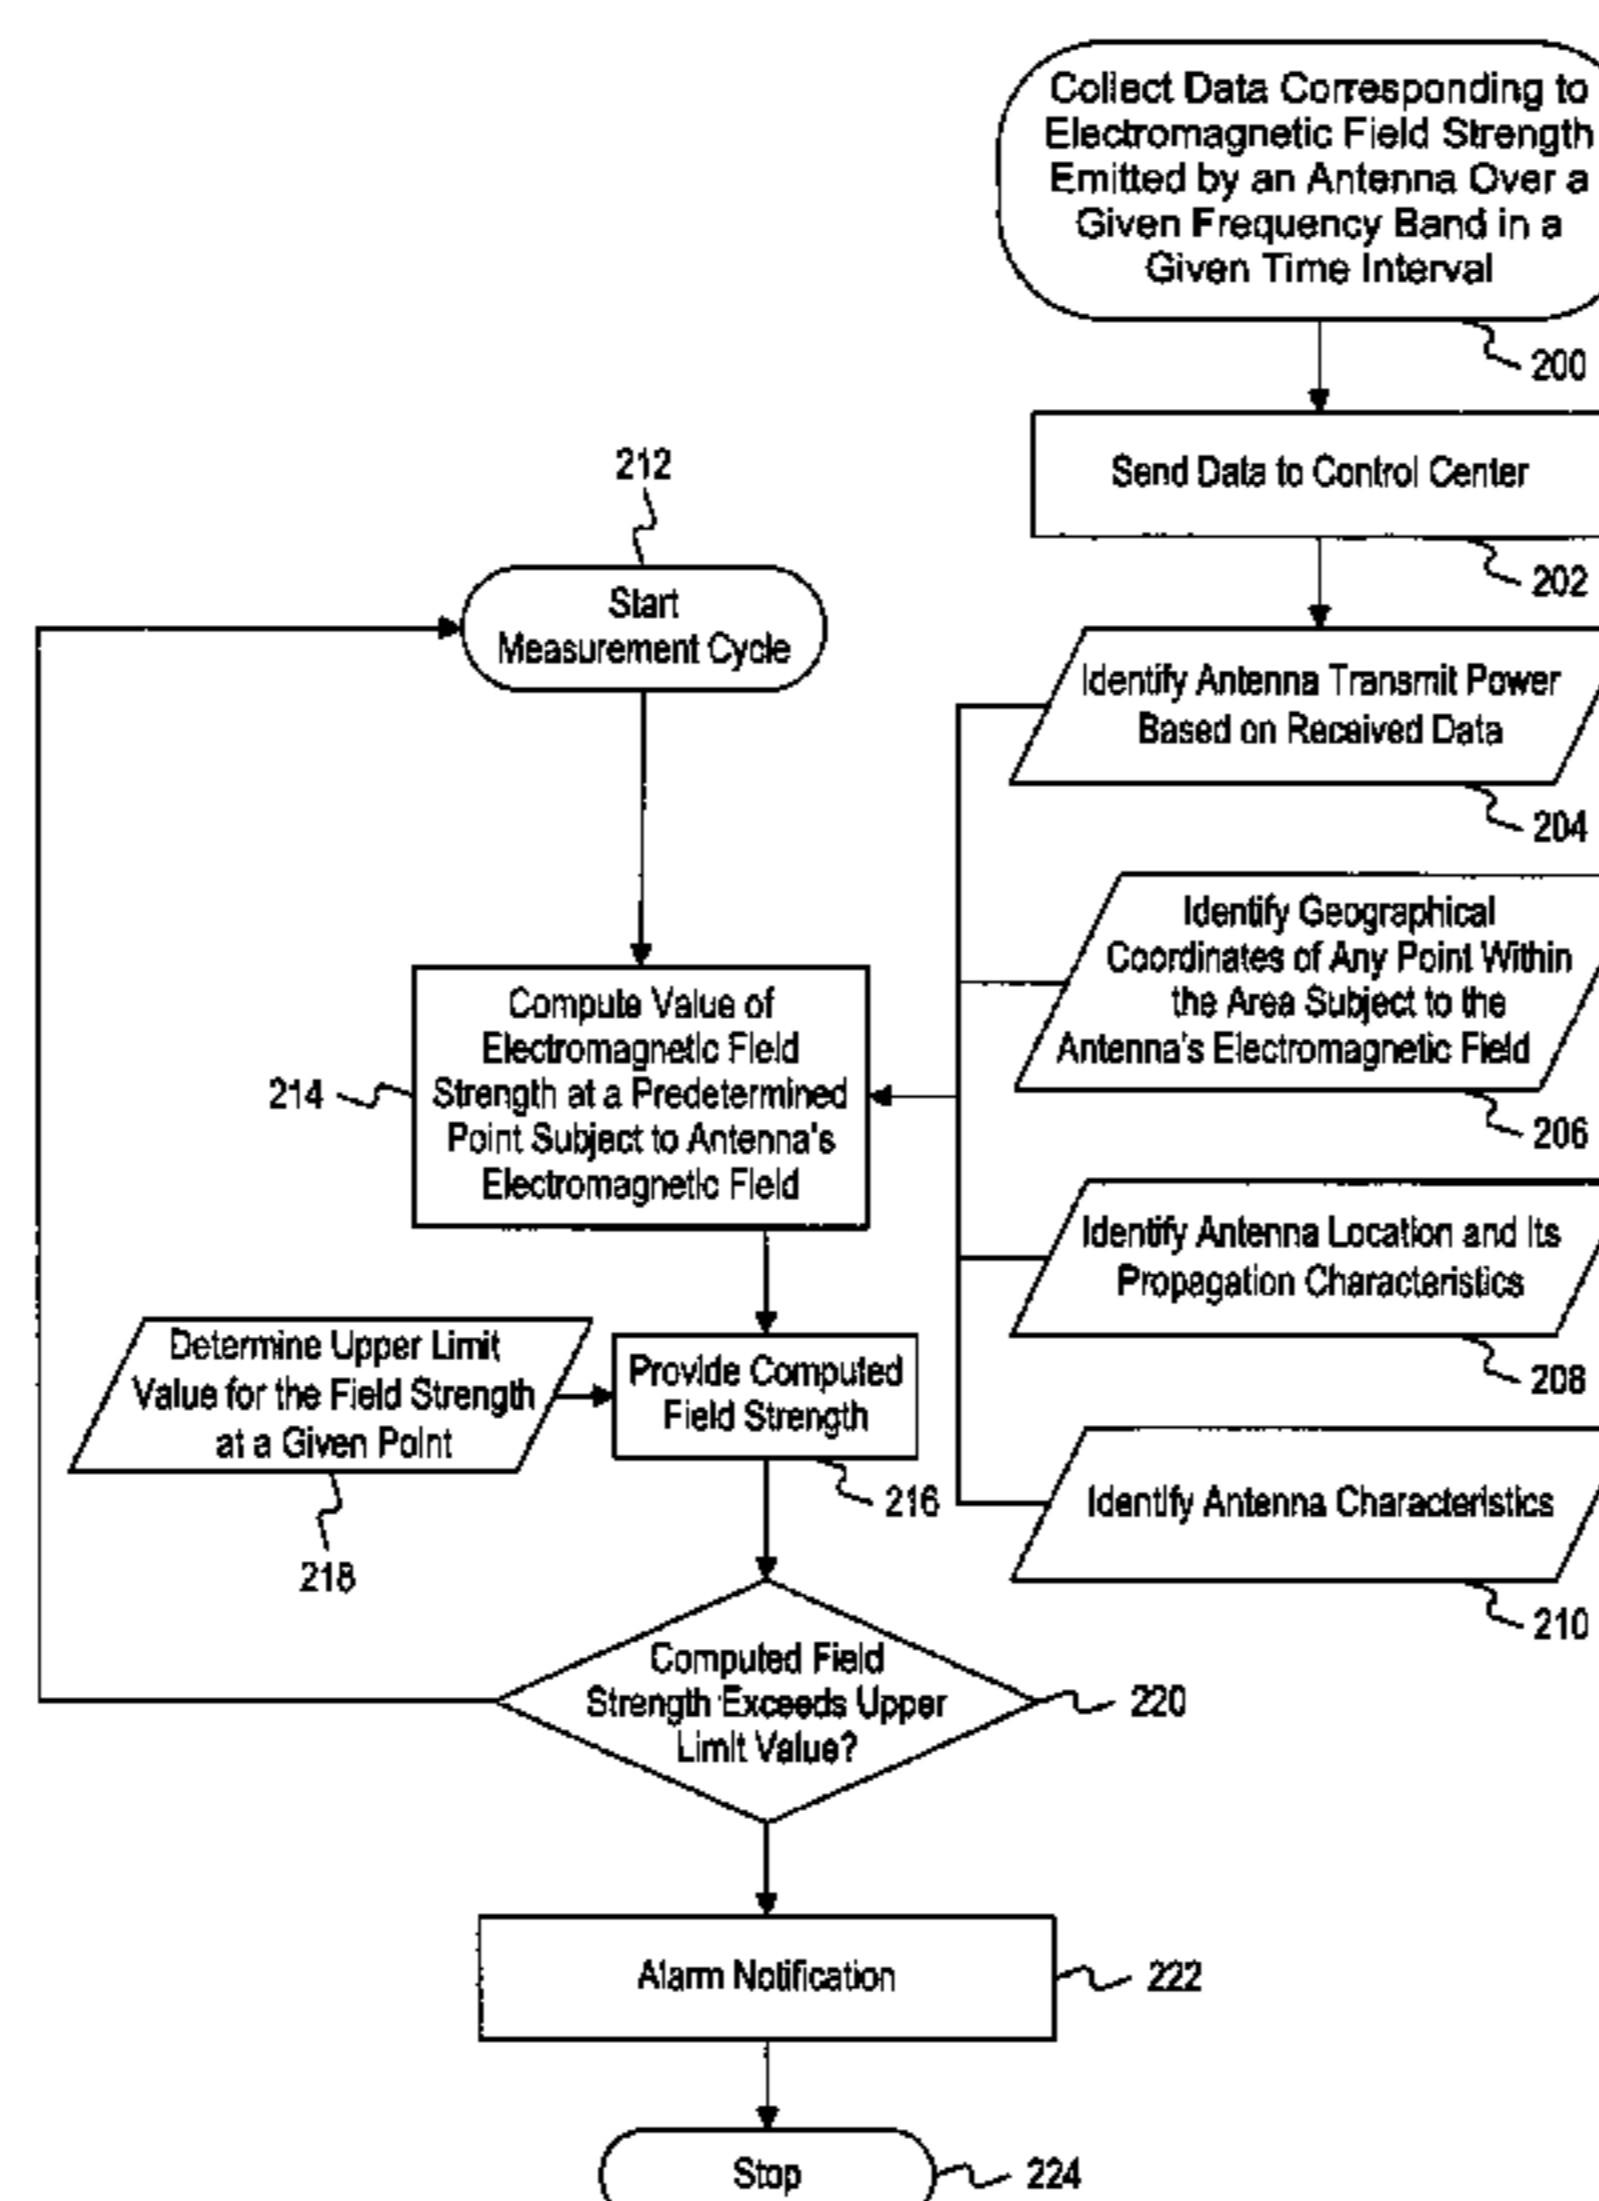 Collect Data Corresponding to
Electromagnetic Field Strength
Emitted by an Antenna Over a
Given Frequency Band in a
Given Time Interval
200
Send Data to Control Center
202
212
Start
Measurement Cycle
Identify Antenna Transmit Power
Based on Received Data
204
Identify Geographical
Coordinates of Any Point Within
the Area Subject to the
Antenna's Electromagnetic Field
206
Compute Value of
Electromagnetic Field
Strength at a Predetermined
Point Subject to Antenna's
Electromagnetic Field
214
Identify Antenna Location and Its
Propagation Characteristics
208
Determine Upper Limit
Value for the Field Strength
at a Given Point
218
Provide Computed
Field Strength
216
Identify Antenna Characteristics
210
Computed Field
Strength Exceeds Upper
Limit Value?
220
Alarm Notification
222
Stop
224